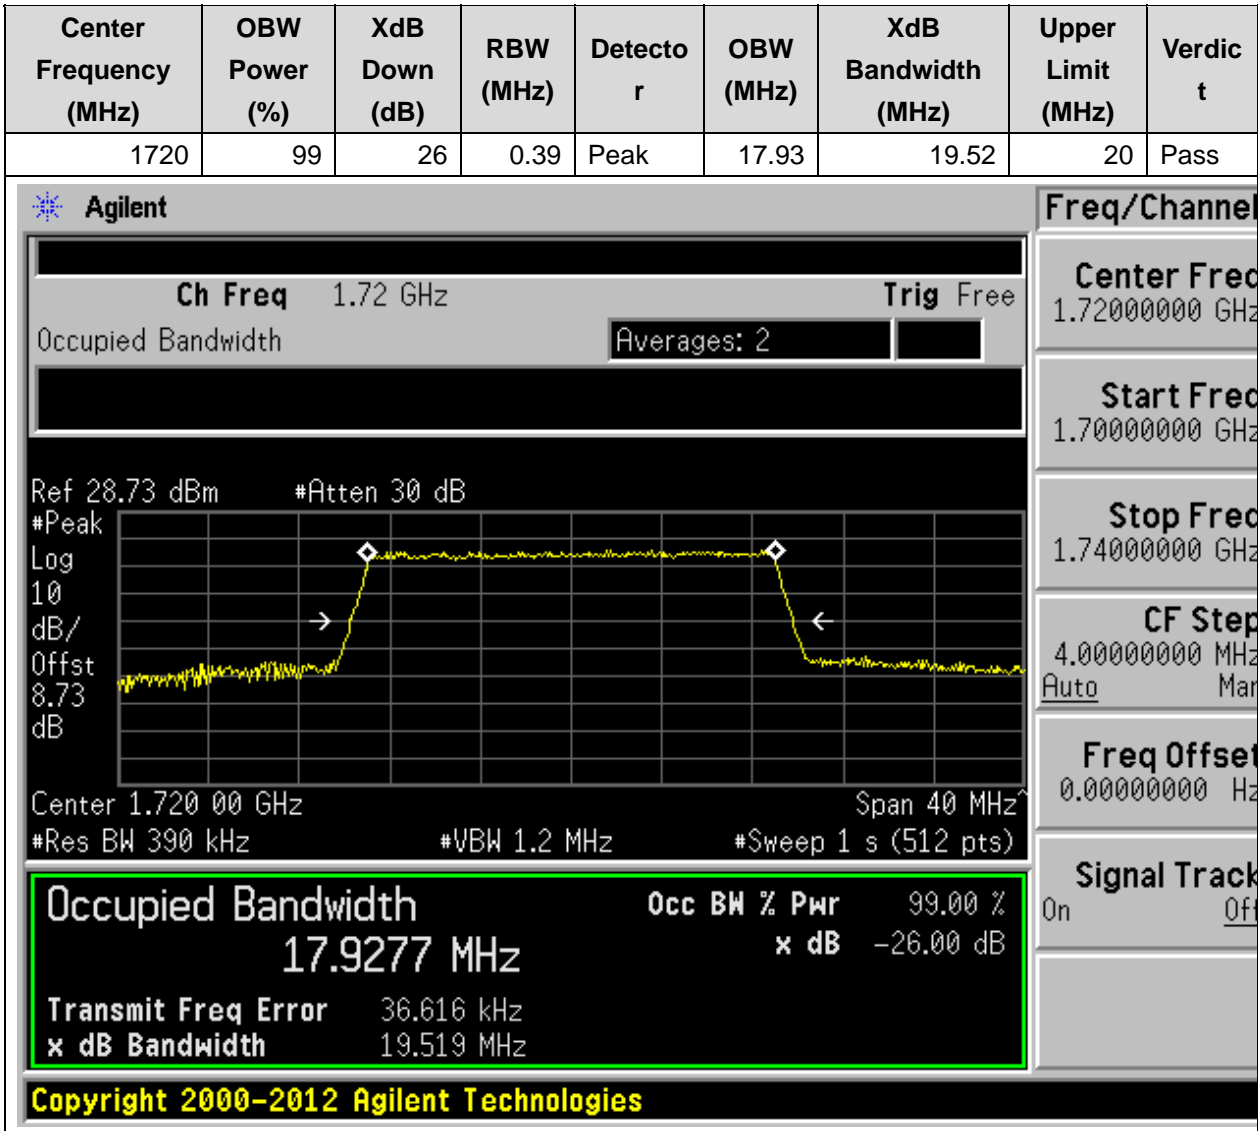 Center Frequency (MHz) OBW Power (%) XdB Down (dB) RBW (MHz) Detector OBW (MHz) XdB Bandwidth (MHz) Upper Limit (MHz) Verdict
1720 99 26 0.39 Peak 17.93 19.52 20 Pass
Agilent
Freq/Channel
Ch Freq 1.72 GHz Trig Free
Occupied Bandwidth Averages: 2
Ref 28.73 dBm #Atten 30 dB
#Peak
Log
10
dB/
Offst
8.73
dB
Center 1.720 00 GHz Span 40 MHz^
#Res BW 390 kHz #VBW 1.2 MHz #Sweep 1 s (512 pts)
Occupied Bandwidth Occ BW % Pwr 99.00 %
17.9277 MHz x dB -26.00 dB
Transmit Freq Error 36.616 kHz
x dB Bandwidth 19.519 MHz
Center Freq
1.72000000 GHz
Start Freq
1.70000000 GHz
Stop Freq
1.74000000 GHz
CF Step
4.00000000 MHz
Auto Man
Freq Offset
0.00000000 Hz
Signal Track
On Off
Copyright 2000-2012 Agilent Technologies